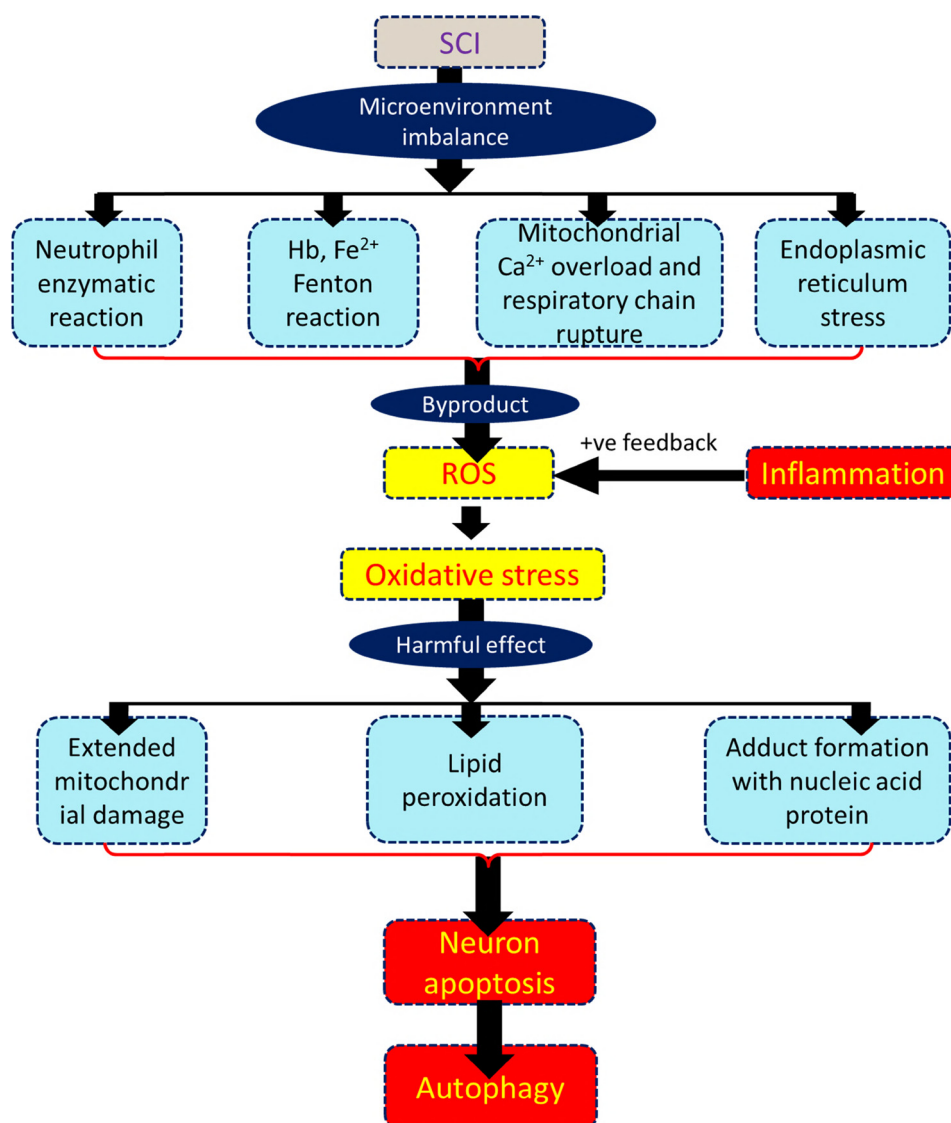 SCI
Microenvironment
imbalance
Neutrophil
enzymatic
reaction
Hb, Fe²⁺
Fenton
reaction
Mitochondrial
Ca²⁺ overload and
respiratory chain
rupture
Endoplasmic
reticulum
stress
Byproduct
+ve feedback
ROS
Inflammation
Oxidative stress
Harmful effect
Extended
mitochondr
ial damage
Lipid
peroxidation
Adduct formation
with nucleic acid
protein
Neuron
apoptosis
Autophagy